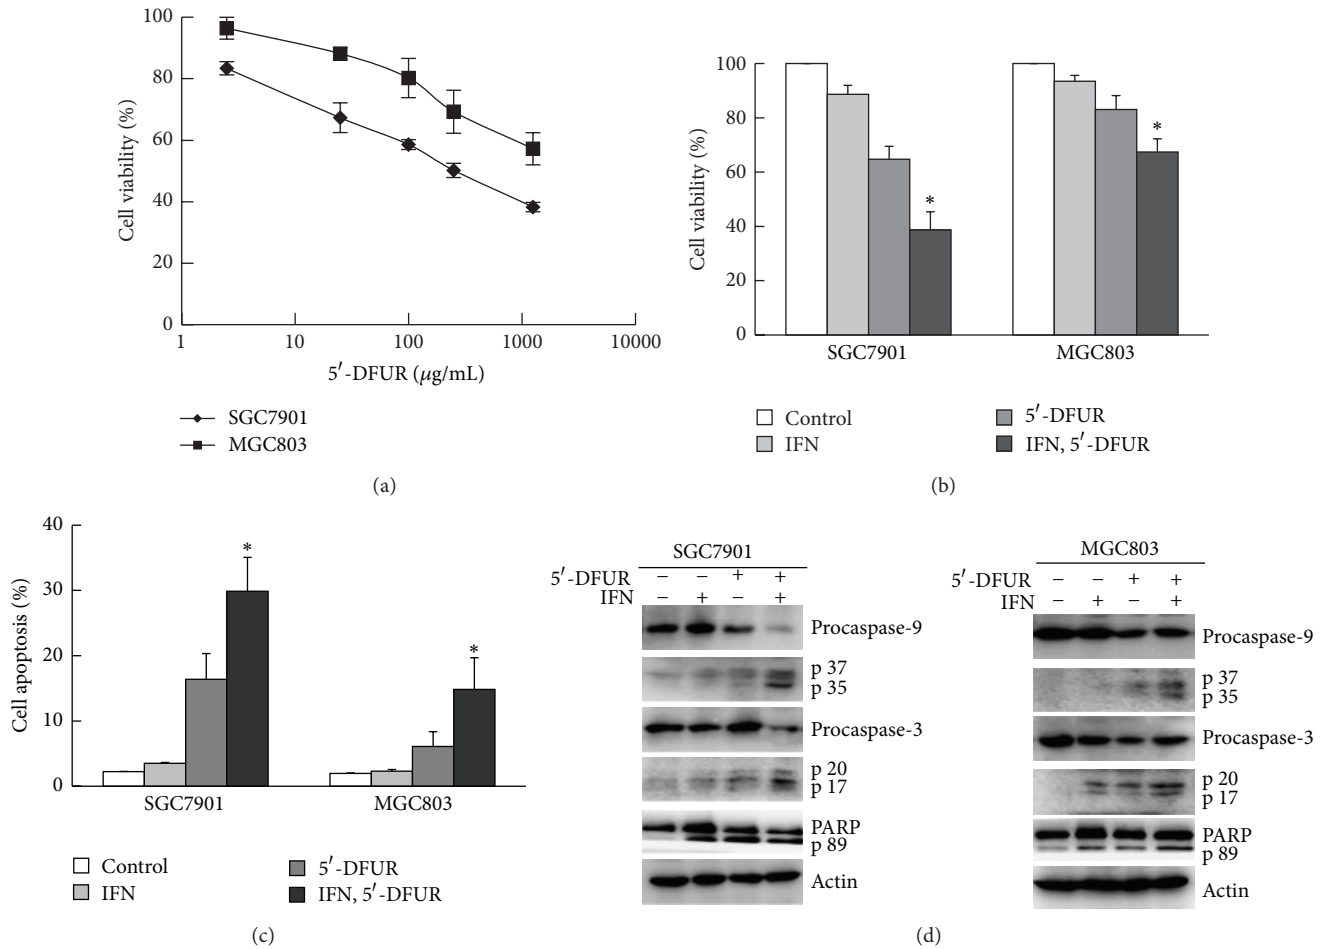 100
80
60
40
20
0
Cell viability (%)
1 10 100 1000 10000
5′-DFUR (μg/mL)
SGC7901
MGC803
(a)
100
80
60
40
20
0
Cell viability (%)
*
*
SGC7901 MGC803
Control
IFN
5′-DFUR
IFN, 5′-DFUR
(b)
40
30
20
10
0
Cell apoptosis (%)
*
*
SGC7901 MGC803
Control
IFN
5′-DFUR
IFN, 5′-DFUR
(c)
SGC7901
5′-DFUR − − + +
IFN − + − +
Procaspase-9
p 37
p 35
Procaspase-3
p 20
p 17
PARP
p 89
Actin
MGC803
5′-DFUR − − + +
IFN − + − +
Procaspase-9
p 37
p 35
Procaspase-3
p 20
p 17
PARP
p 89
Actin
(d)